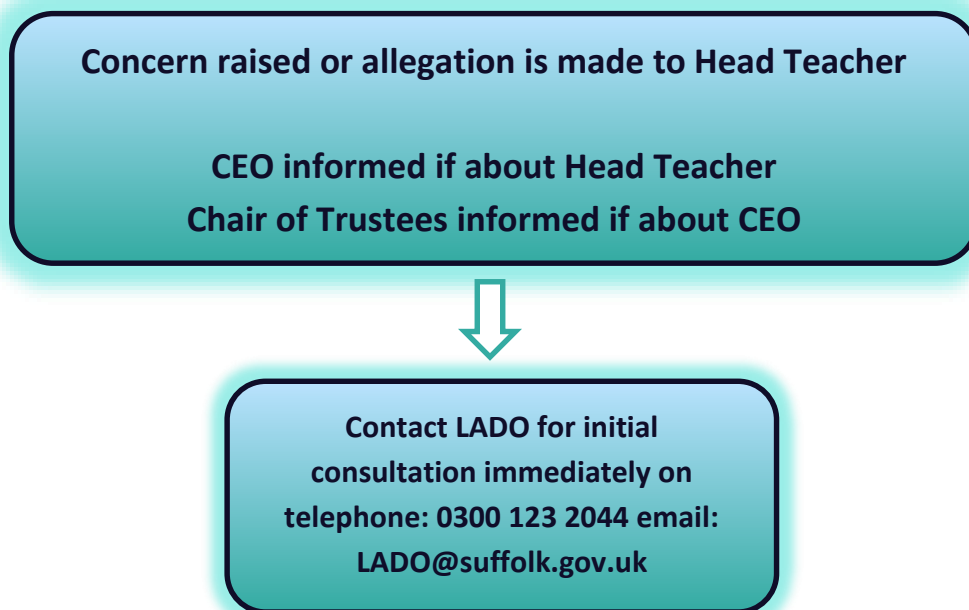 Concern raised or allegation is made to Head Teacher
CEO informed if about Head Teacher
Chair of Trustees informed if about CEO
Contact LADO for initial
consultation immediately on
telephone: 0300 123 2044 email:
LADO@suffolk.gov.uk